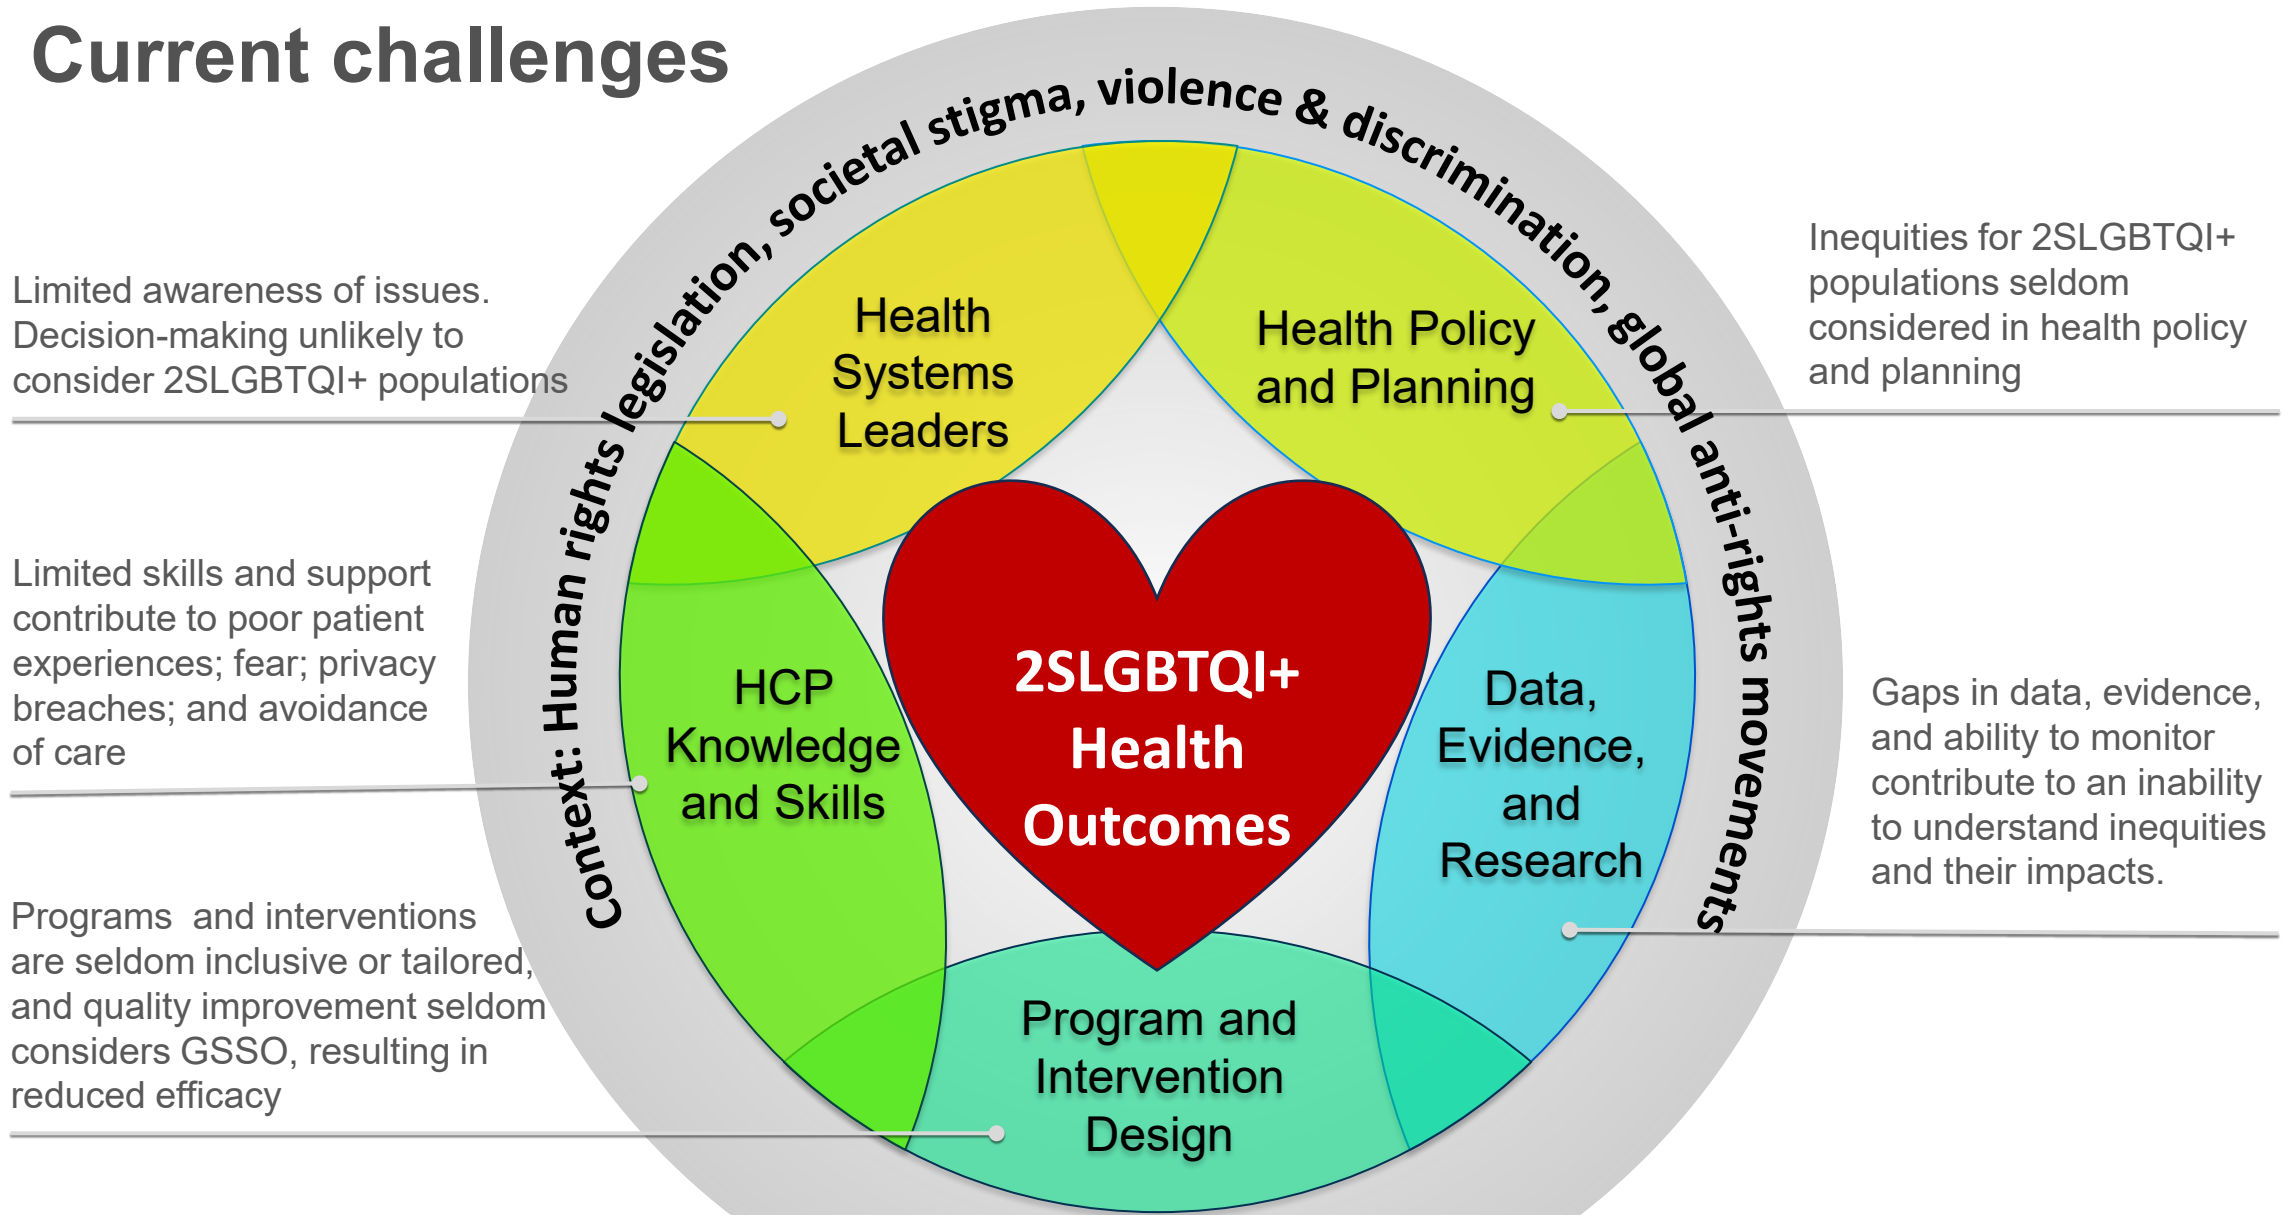 Current challenges
Context: Human rights legislation, societal stigma, violence & discrimination, global anti-rights movements
Limited awareness of issues.
Decision-making unlikely to
consider 2SLGBTQI+ populations
Limited skills and support
contribute to poor patient
experiences; fear; privacy
breaches; and avoidance
of care
Programs  and interventions
are seldom inclusive or tailored,
and quality improvement seldom
considers GSSO, resulting in
reduced efficacy
Health
Systems
Leaders
Health Policy
and Planning
HCP
Knowledge
and Skills
2SLGBTQI+
Health
Outcomes
Data,
Evidence,
and
Research
Program and
Intervention
Design
Inequities for 2SLGBTQI+
populations seldom
considered in health policy
and planning
Gaps in data, evidence,
and ability to monitor
contribute to an inability
to understand inequities
and their impacts.